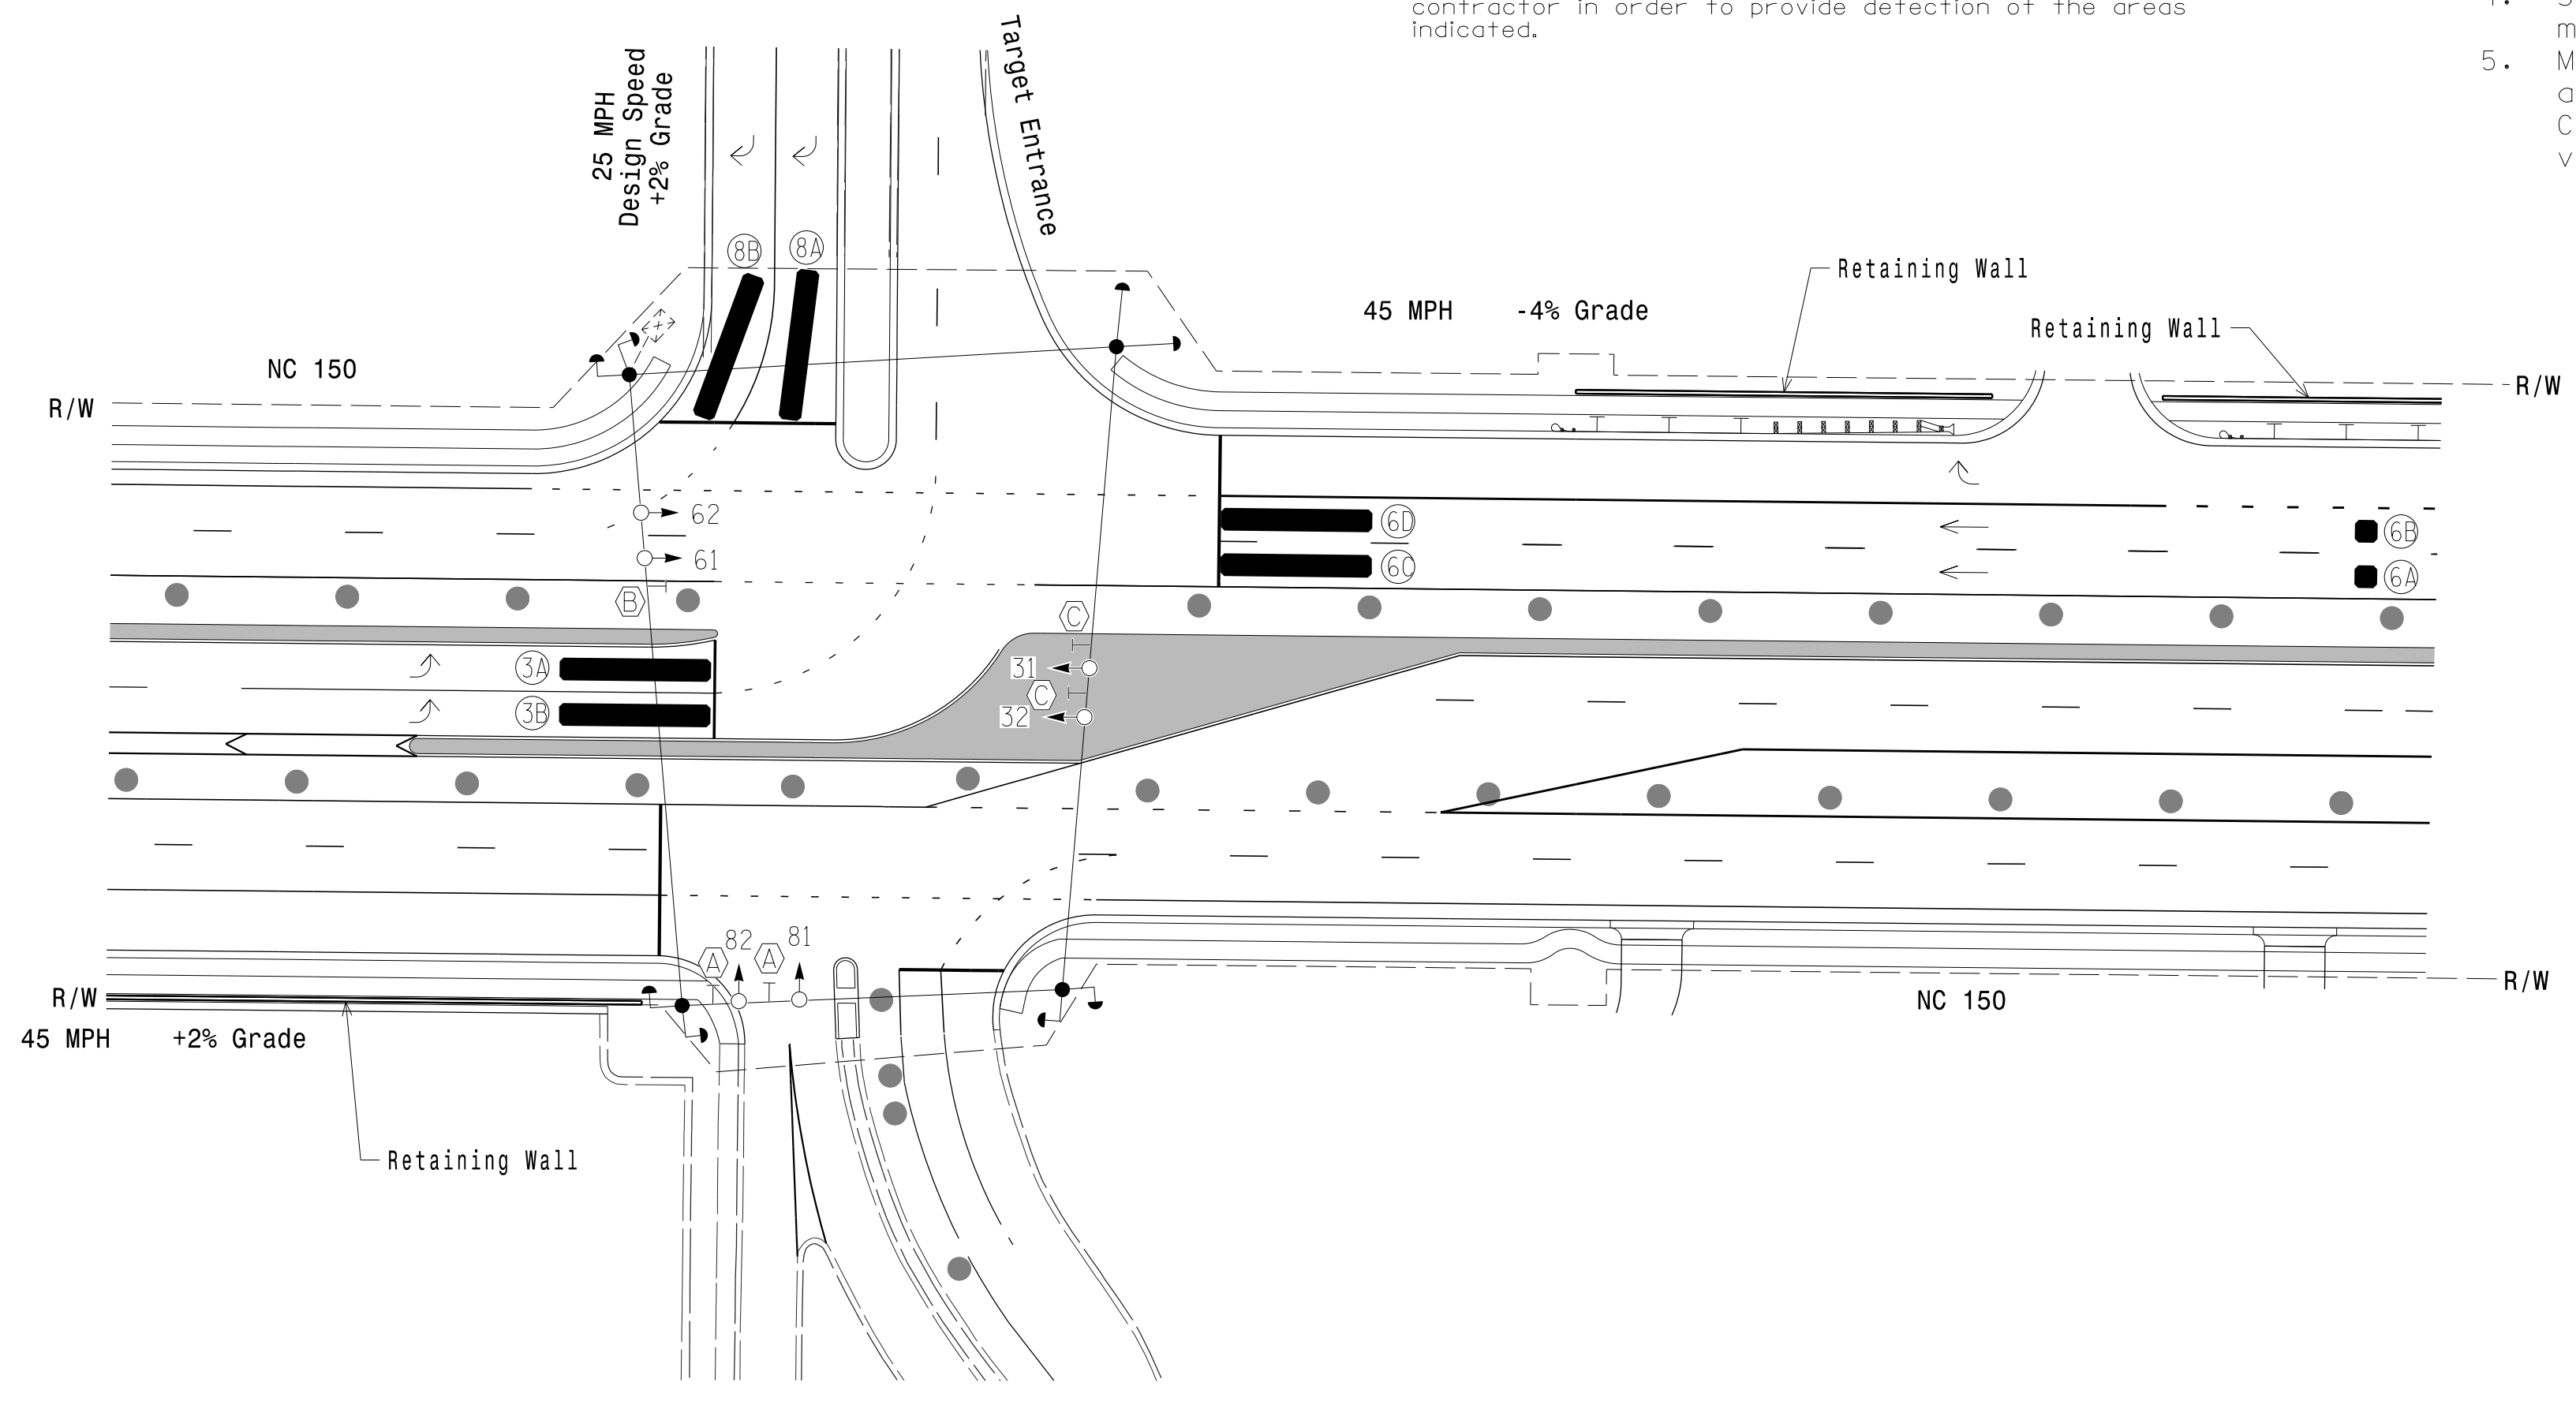 contractor in order to provide detection of the areas
indicated.
5.
Target Entrance
25 MPH
Design Speed
+2% Grade
8B
8A
Retaining Wall
45 MPH -4% Grade
Retaining Wall
NC 150
R/W
R/W
62
6D
6B
61
6C
6A
B
C
3A
31
C
3B
32
82
81
A
A
R/W
R/W
NC 150
45 MPH +2% Grade
Retaining Wall